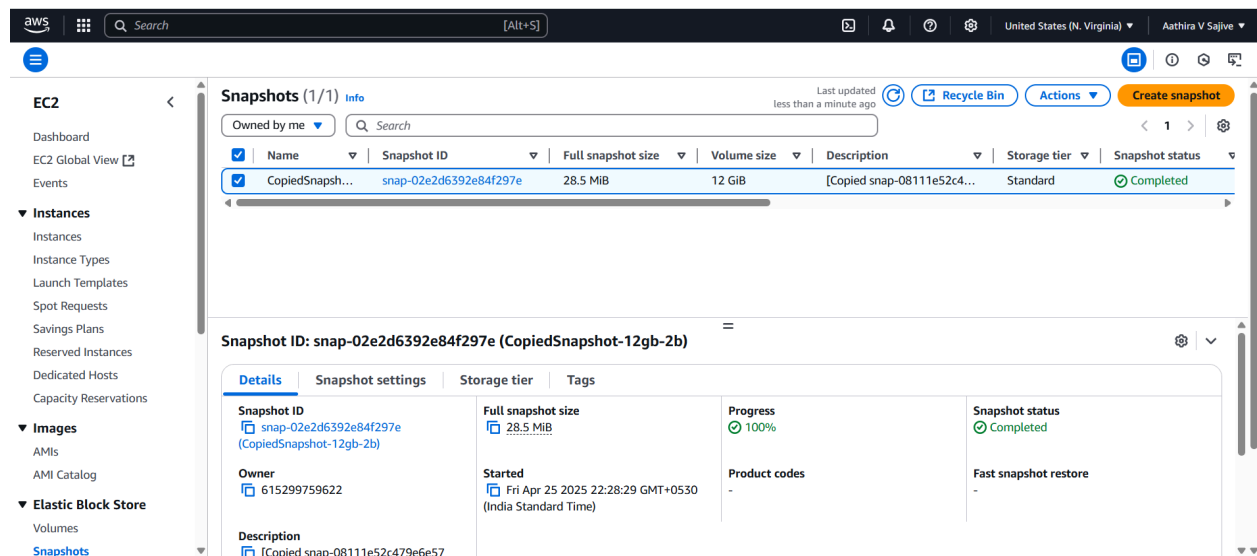 aws Search [Alt+S] United States (N. Virginia) Aathira V Sajive
EC2
Dashboard
EC2 Global View
Events
Instances
Instances
Instance Types
Launch Templates
Spot Requests
Savings Plans
Reserved Instances
Dedicated Hosts
Capacity Reservations
Images
AMIs
AMI Catalog
Elastic Block Store
Volumes
Snapshots
Snapshots (1/1) Info
Last updated
less than a minute ago
Recycle Bin Actions Create snapshot
Owned by me Search 1
Name Snapshot ID Full snapshot size Volume size Description Storage tier Snapshot status
CopiedSnapsh... snap-02e2d6392e84f297e 28.5 MiB 12 GiB [Copied snap-08111e52c4... Standard Completed
Snapshot ID: snap-02e2d6392e84f297e (CopiedSnapshot-12gb-2b)
Details Snapshot settings Storage tier Tags
Snapshot ID
snap-02e2d6392e84f297e
(CopiedSnapshot-12gb-2b)
Full snapshot size
28.5 MiB
Progress
100%
Snapshot status
Completed
Owner
615299759622
Started
Fri Apr 25 2025 22:28:29 GMT+0530
(India Standard Time)
Product codes
-
Fast snapshot restore
-
Description
[Copied snap-08111e52c479e6e57